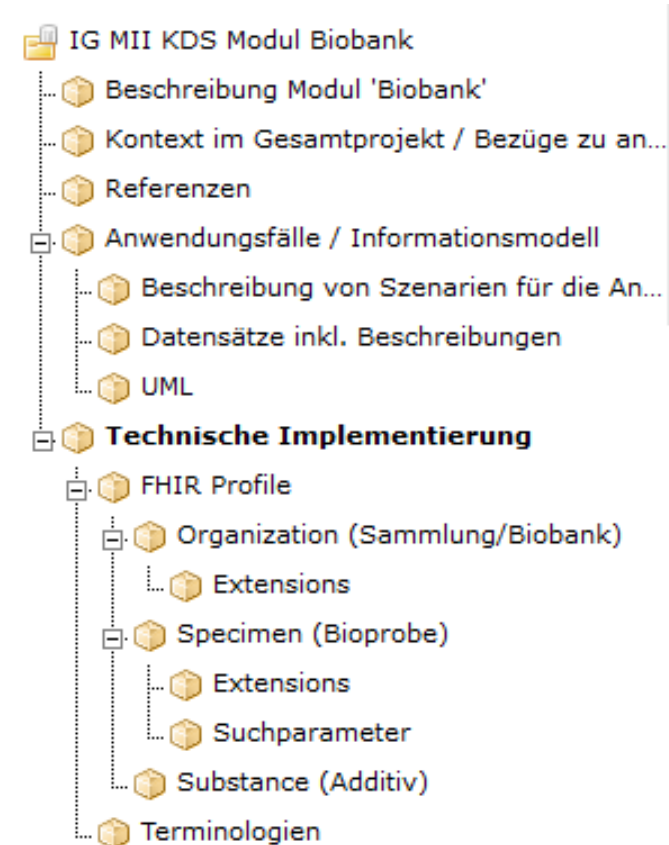 IG MII KDS Modul Biobank
Beschreibung Modul 'Biobank'
Kontext im Gesamtprojekt / Bezüge zu an...
Referenzen
Anwendungsfälle / Informationsmodell
Beschreibung von Szenarien für die An...
Datensätze inkl. Beschreibungen
UML
Technische Implementierung
FHIR Profile
Organization (Sammlung/Biobank)
Extensions
Specimen (Bioprobe)
Extensions
Suchparameter
Substance (Additiv)
Terminologien